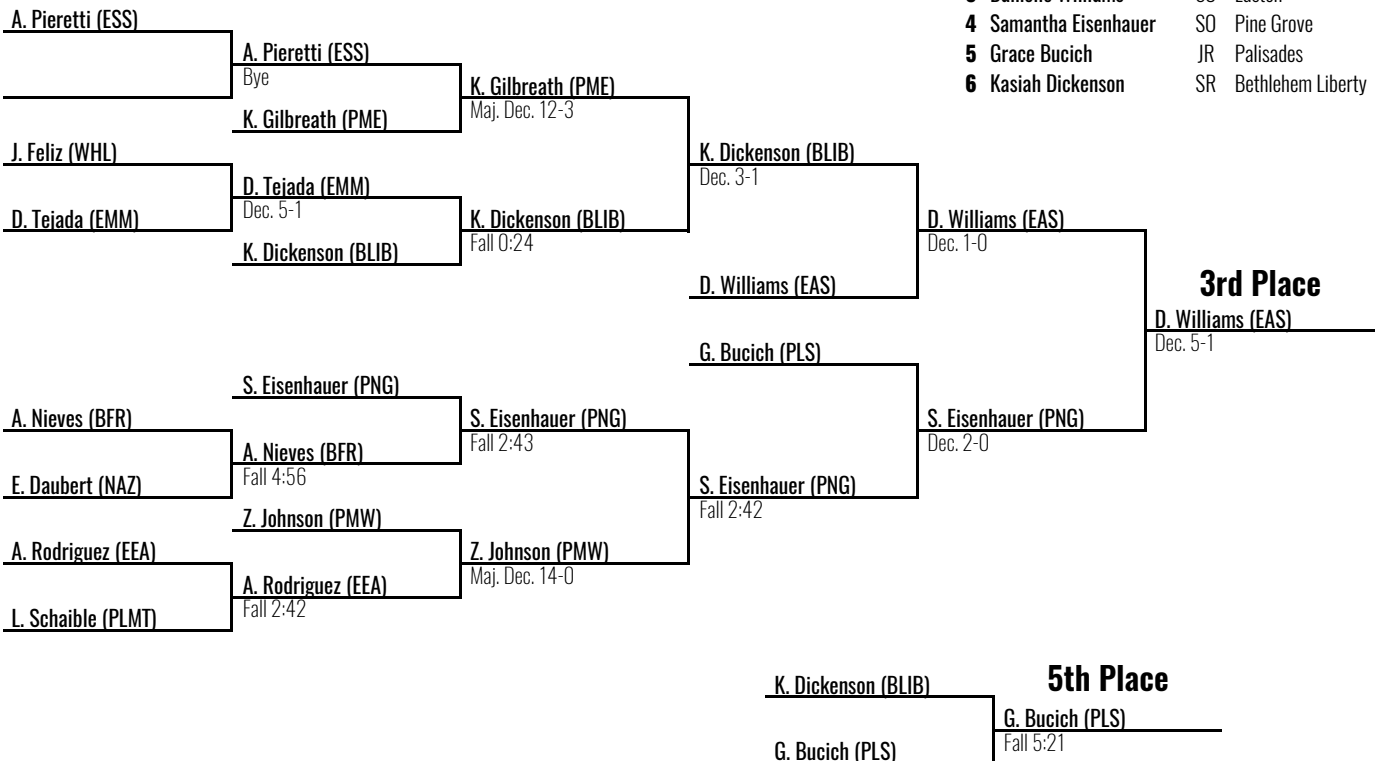 4 Samantha Eisenhauer SO Pine Grove
5 Grace Bucich JR Palisades
6 Kasiah Dickenson SR Bethlehem Liberty
A. Pieretti (ESS)
A. Pieretti (ESS)
Bye
K. Gilbreath (PME)
K. Gilbreath (PME)
Maj. Dec. 12-3
J. Feliz (WHL)
D. Tejada (EMM)
D. Tejada (EMM)
Dec. 5-1
K. Dickenson (BLIB)
K. Dickenson (BLIB)
Fall 0:24
K. Dickenson (BLIB)
Dec. 3-1
D. Williams (EAS)
D. Williams (EAS)
Dec. 1-0
3rd Place
D. Williams (EAS)
Dec. 5-1
G. Bucich (PLS)
S. Eisenhauer (PNG)
Dec. 2-0
S. Eisenhauer (PNG)
A. Nieves (BFR)
E. Daubert (NAZ)
A. Nieves (BFR)
Fall 4:56
S. Eisenhauer (PNG)
Fall 2:43
S. Eisenhauer (PNG)
Fall 2:42
Z. Johnson (PMW)
A. Rodriguez (EEA)
L. Schaible (PLMT)
A. Rodriguez (EEA)
Fall 2:42
Z. Johnson (PMW)
Maj. Dec. 14-0
5th Place
K. Dickenson (BLIB)
G. Bucich (PLS)
G. Bucich (PLS)
Fall 5:21